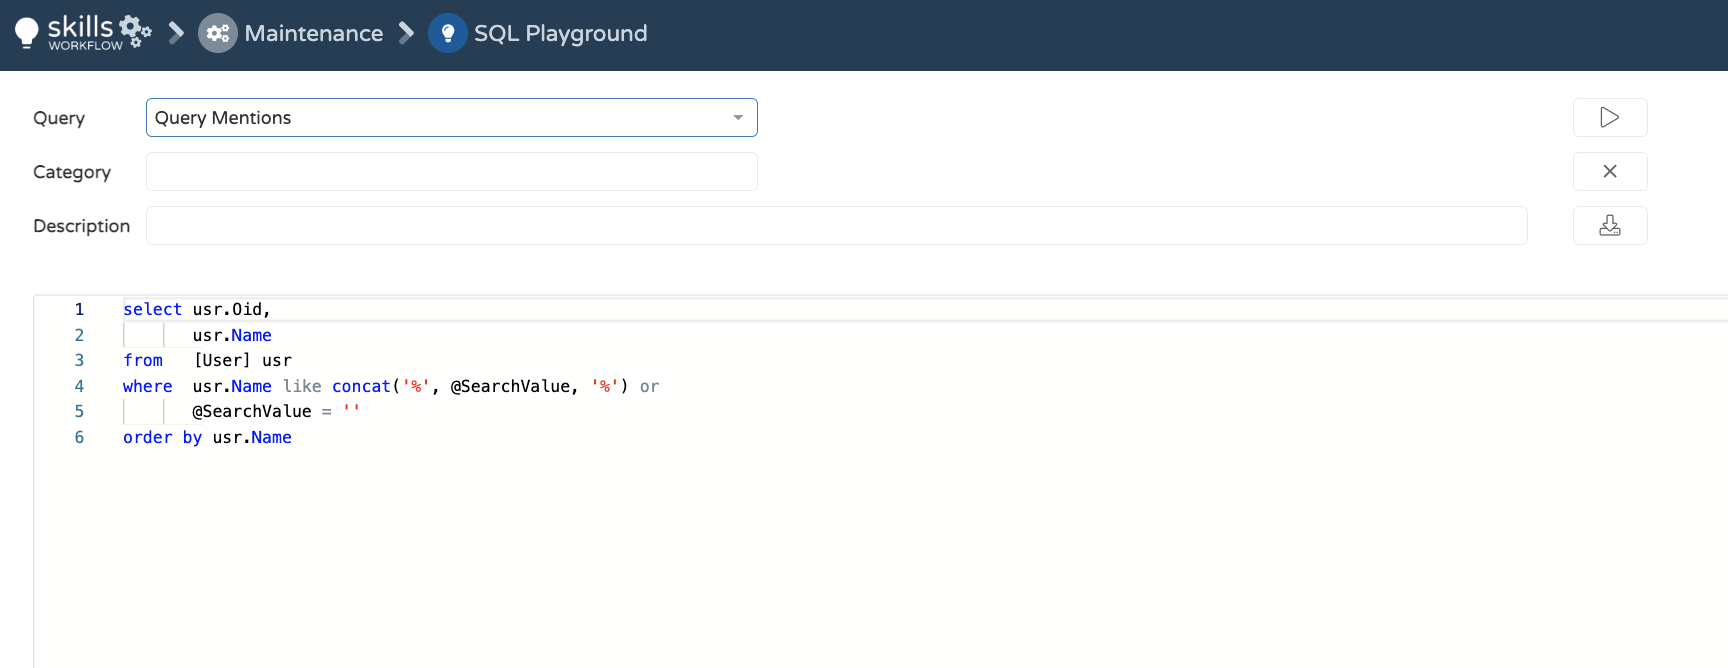 skills WORKFLOW Maintenance SQL Playground
Query Query Mentions
Category
Description
1 select usr.Oid,
2 usr.Name
3 from [User] usr
4 where usr.Name like concat('%', @SearchValue, '%') or
5 @SearchValue = ''
6 order by usr.Name